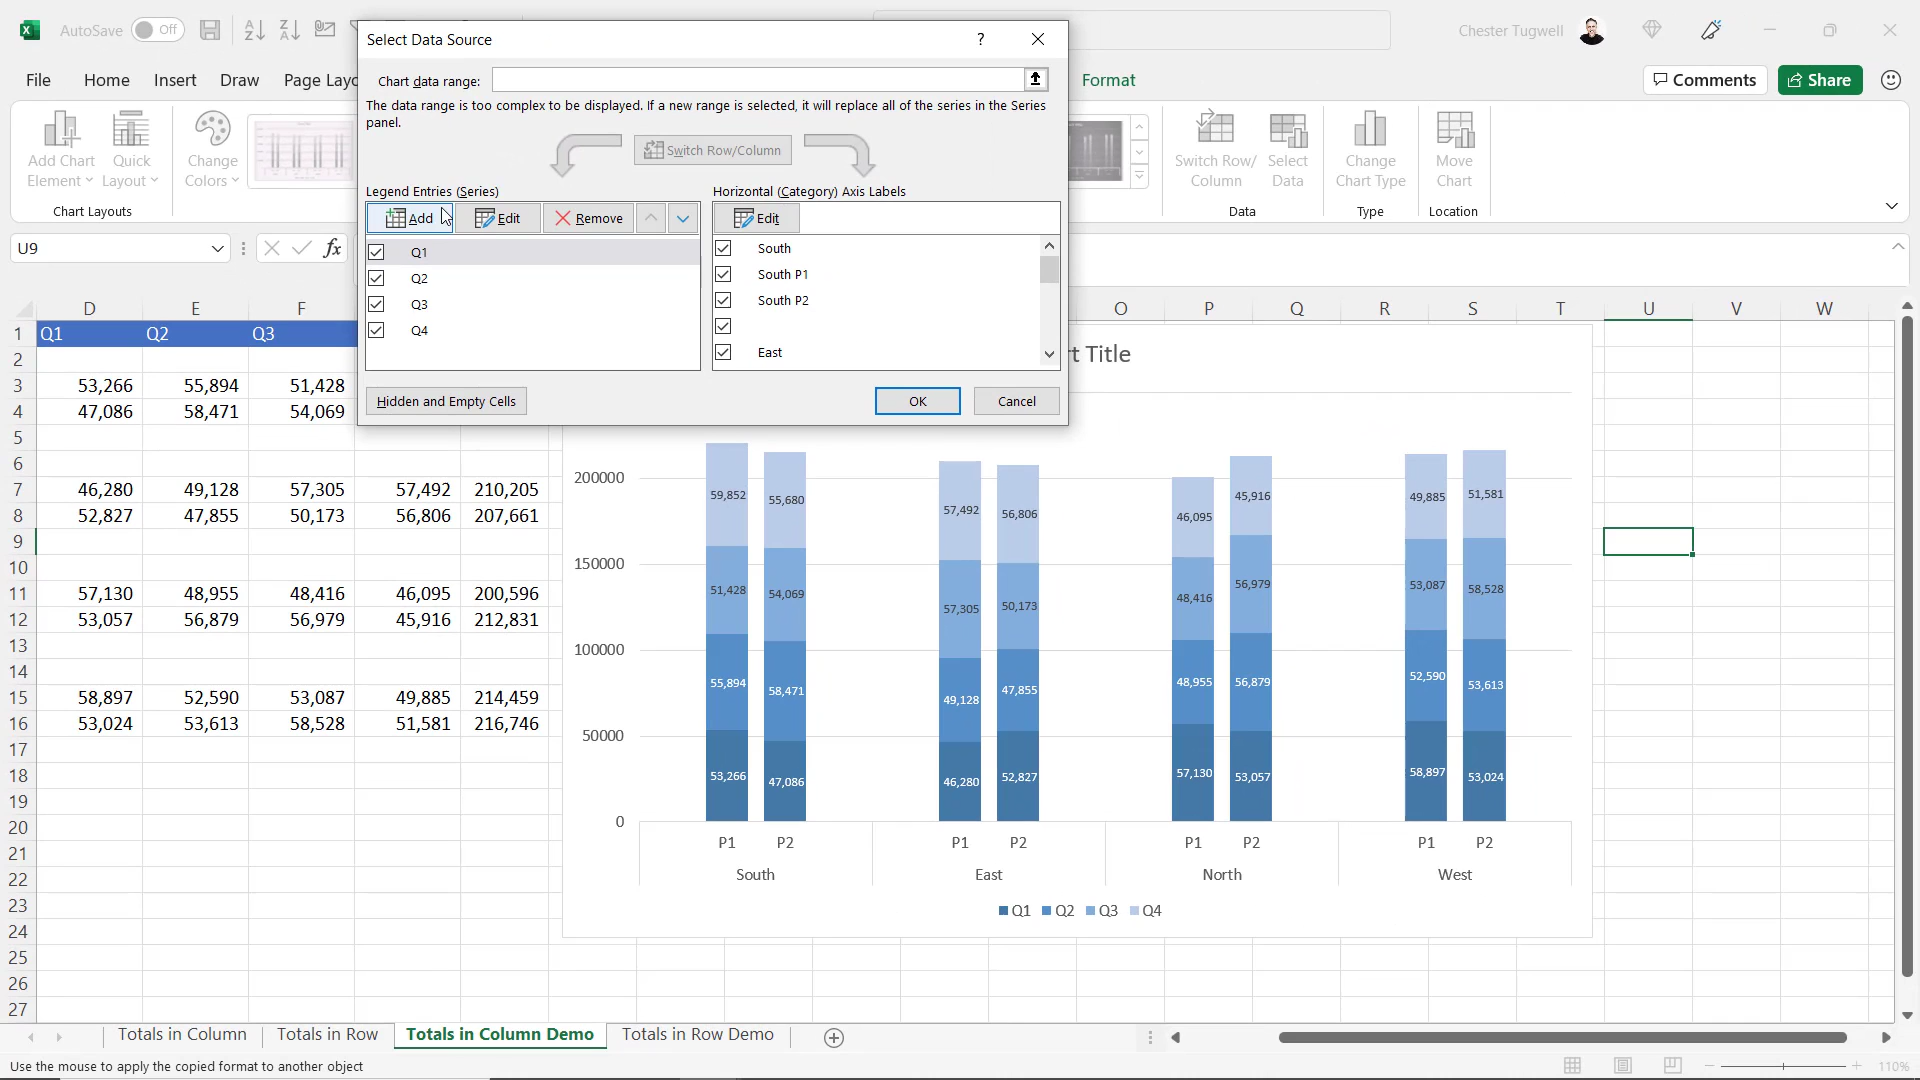 AutoSave Off
Chester Tugwell
File Home Insert Draw Page Layo Format
Comments Share
Add Chart Element
Quick Layout
Change Colors
Switch Row/ Column
Select Data
Change Chart Type
Move Chart
Chart Layouts Data Type Location
Select Data Source ?
Chart data range:
The data range is too complex to be displayed. If a new range is selected, it will replace all of the series in the Series
panel.
Switch Row/Column
Legend Entries (Series) Horizontal (Category) Axis Labels
Add Edit Remove Edit
Q1
Q2
Q3
Q4
South
South P1
South P2
East
Hidden and Empty Cells OK Cancel
U9 fx
D E F O P Q R S T U V W
1 Q1 Q2 Q3
2
3 53,266 55,894 51,428
4 47,086 58,471 54,069
5
6
7 46,280 49,128 57,305 57,492 210,205
8 52,827 47,855 50,173 56,806 207,661
9
10
11 57,130 48,955 48,416 46,095 200,596
12 53,057 56,879 56,979 45,916 212,831
13
14
15 58,897 52,590 53,087 49,885 214,459
16 53,024 53,613 58,528 51,581 216,746
17
18
19
20
21
22
23
24
25
26
27
t Title
200000
150000
100000
50000
0
59,852 55,680 57,492 56,806 46,095 45,916 49,885 51,581
51,428 54,069 57,305 50,173 48,416 56,979 53,087 58,528
55,894 58,471 49,128 47,855 48,955 56,879 52,590 53,613
53,266 47,086 46,280 52,827 57,130 53,057 58,897 53,024
P1 P2 P1 P2 P1 P2 P1 P2
South East North West
Q1 Q2 Q3 Q4
Totals in Column Totals in Row Totals in Column Demo Totals in Row Demo
Use the mouse to apply the copied format to another object
110%